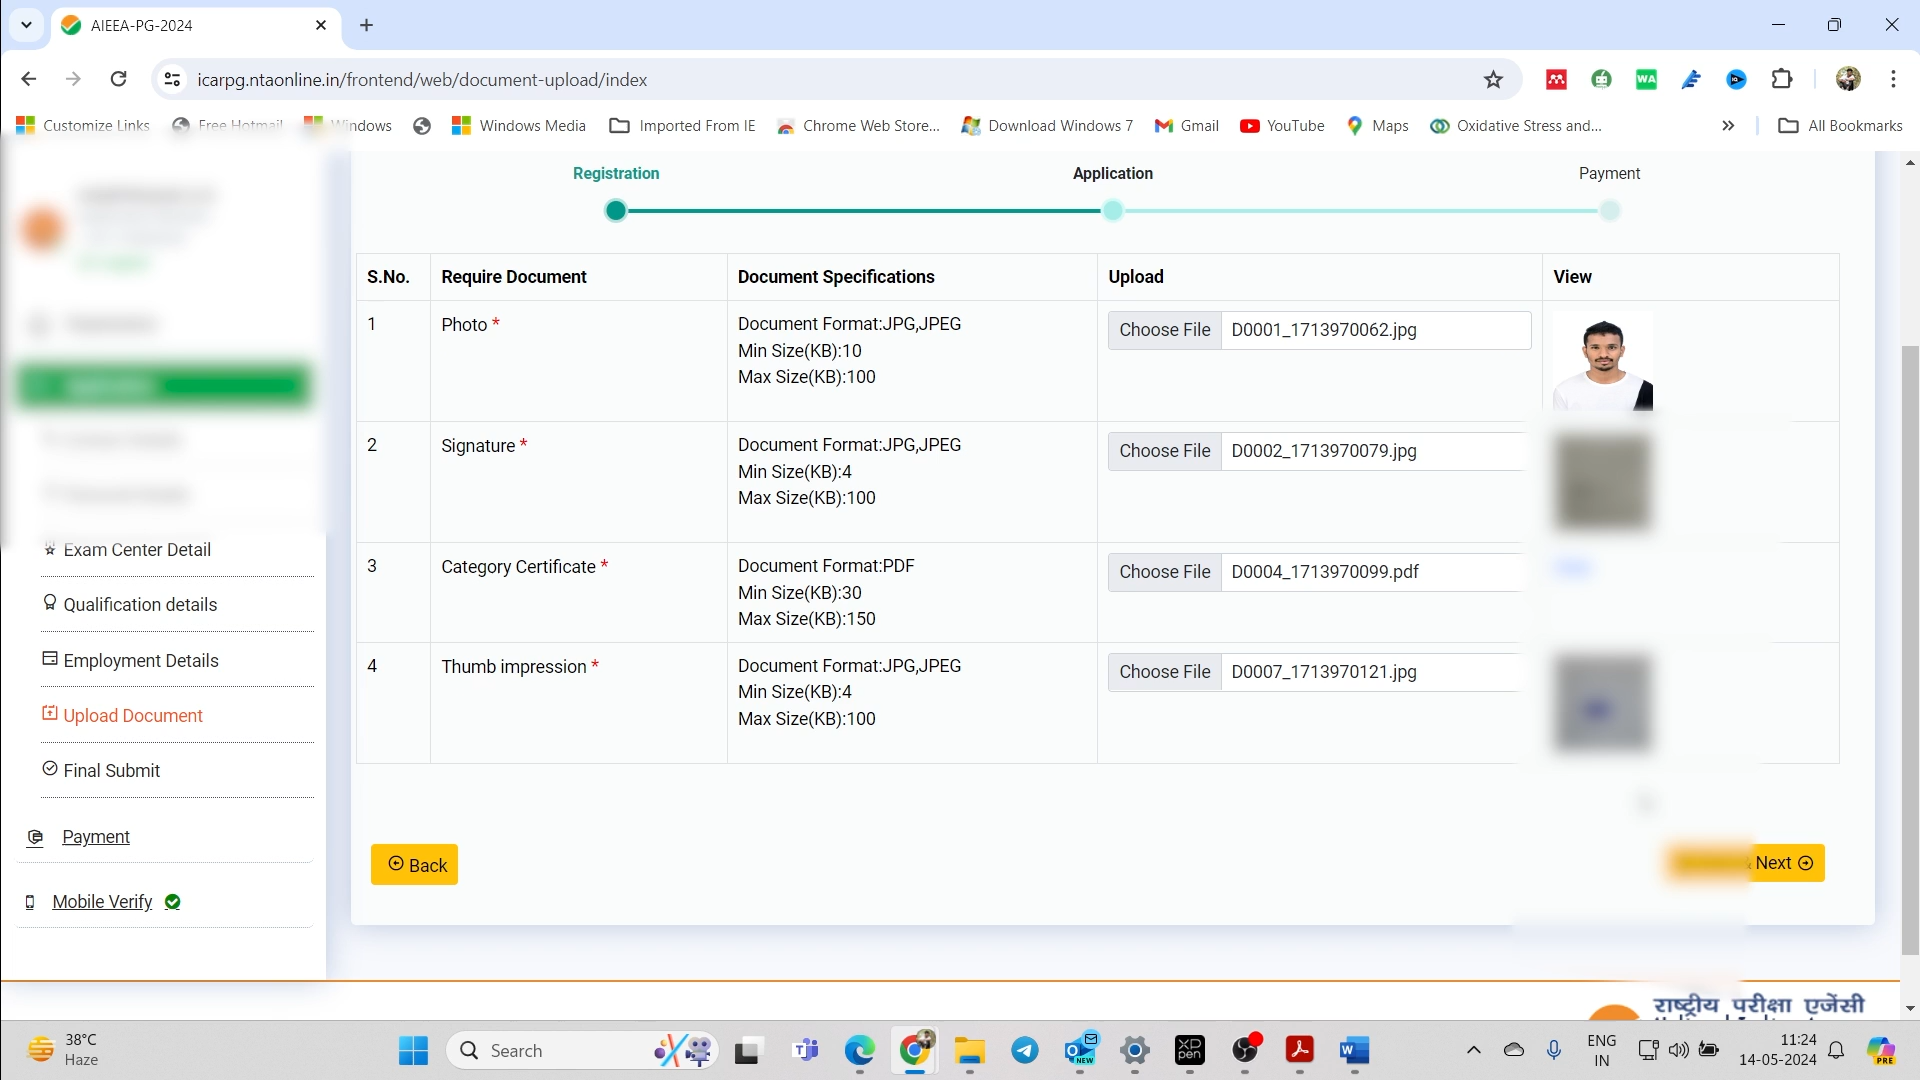 AIEEA-PG-2024
icarpg.ntaonline.in/frontend/web/document-upload/index
WA
Customize Links
Free Hotmail
Windows
Windows Media
Imported From IE
Chrome Web Store...
Download Windows 7
Gmail
YouTube
Maps
Oxidative Stress and...
All Bookmarks
Registration
Application
Payment
S.No. Require Document Document Specifications Upload View
1 Photo * Document Format:JPG,JPEG Choose File D0001_1713970062.jpg
Min Size(KB):10
Max Size(KB):100
2 Signature * Document Format:JPG,JPEG Choose File D0002_1713970079.jpg
Min Size(KB):4
Max Size(KB):100
3 Category Certificate * Document Format:PDF Choose File D0004_1713970099.pdf
Min Size(KB):30
Max Size(KB):150
4 Thumb impression * Document Format:JPG,JPEG Choose File D0007_1713970121.jpg
Min Size(KB):4
Max Size(KB):100
Exam Center Detail
Qualification details
Employment Details
Upload Document
Final Submit
Payment
Mobile Verify
Back
Next
राष्ट्रीय परीक्षा एजेंसी
38°C
Haze
Search
NEW
XP
pen
ENG
IN
11:24
14-05-2024
PRE